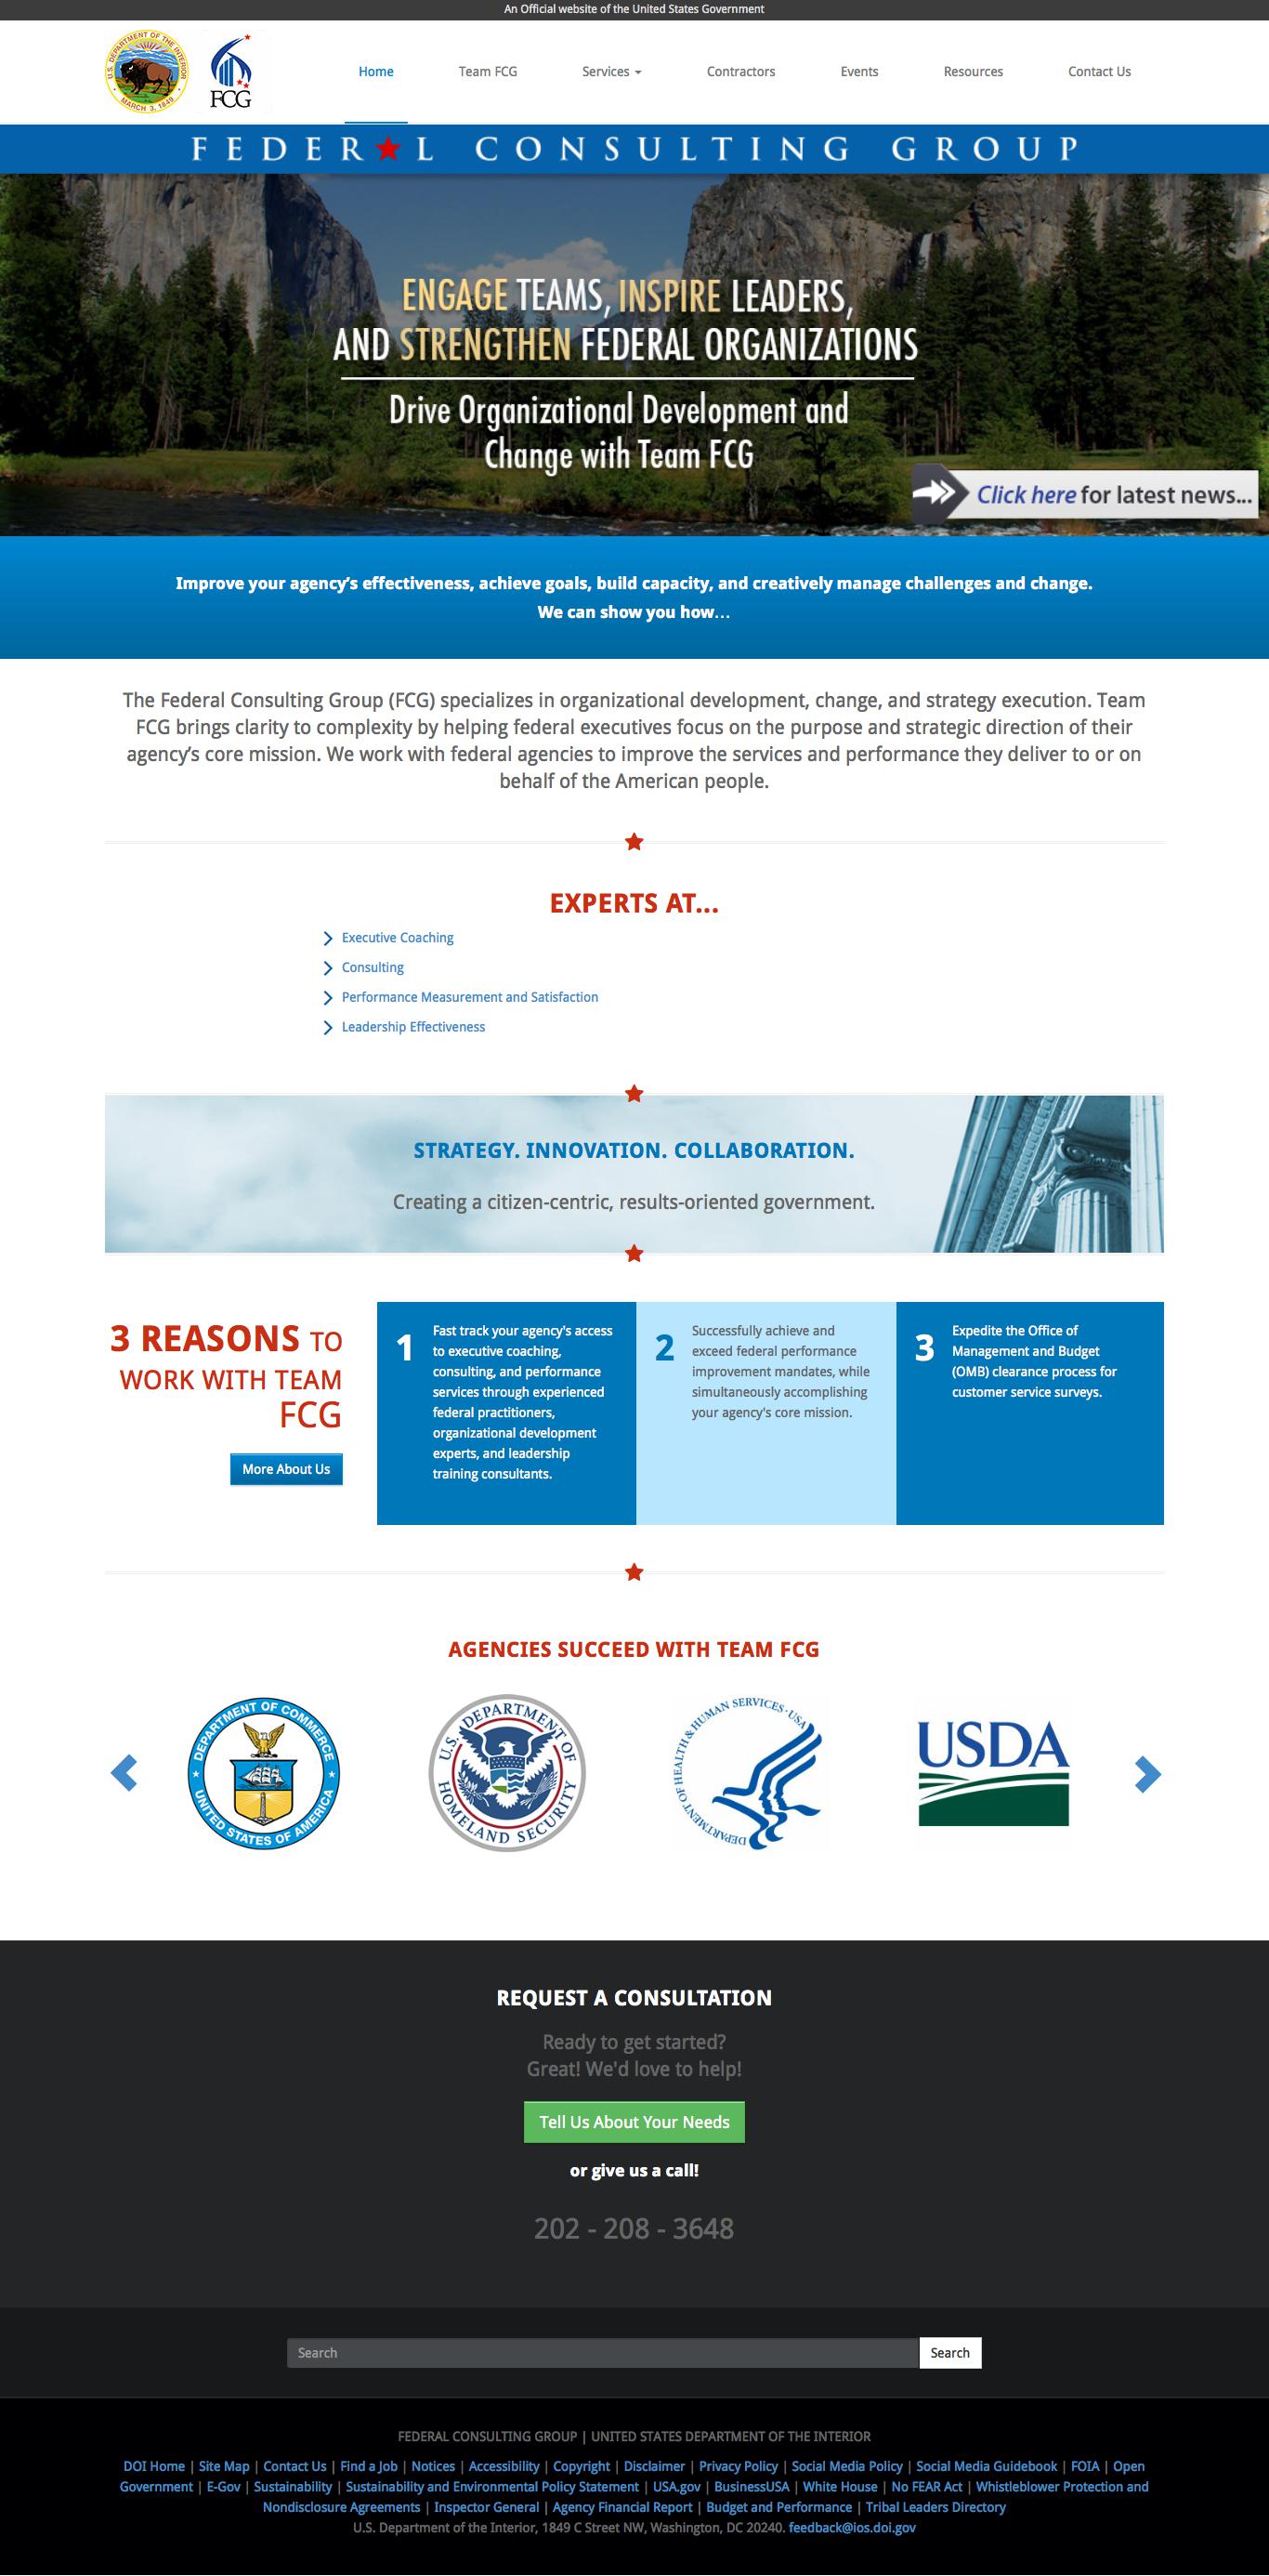 An Official website of the United States Government
U.S. DEPARTMENT OF THE INTERIOR
MARCH 3, 1849
FCG
Home
Team FCG
Services
Contractors
Events
Resources
Contact Us
FEDERAL CONSULTING GROUP
ENGAGE TEAMS, INSPIRE LEADERS,
AND STRENGTHEN FEDERAL ORGANIZATIONS
Drive Organizational Development and
Change with Team FCG
Click here for latest news...
Improve your agency’s effectiveness, achieve goals, build capacity, and creatively manage challenges and change.
We can show you how…
The Federal Consulting Group (FCG) specializes in organizational development, change, and strategy execution. Team
FCG brings clarity to complexity by helping federal executives focus on the purpose and strategic direction of their
agency’s core mission. We work with federal agencies to improve the services and performance they deliver to or on
behalf of the American people.
EXPERTS AT...
Executive Coaching
Consulting
Performance Measurement and Satisfaction
Leadership Effectiveness
STRATEGY. INNOVATION. COLLABORATION.
Creating a citizen-centric, results-oriented government.
3 REASONS TO
WORK WITH TEAM
FCG
More About Us
1
Fast track your agency's access
to executive coaching,
consulting, and performance
services through experienced
federal practitioners,
organizational development
experts, and leadership
training consultants.
2
Successfully achieve and
exceed federal performance
improvement mandates, while
simultaneously accomplishing
your agency's core mission.
3
Expedite the Office of
Management and Budget
(OMB) clearance process for
customer service surveys.
AGENCIES SUCCEED WITH TEAM FCG
DEPARTMENT OF COMMERCE
UNITED STATES OF AMERICA
U.S. DEPARTMENT OF
HOMELAND SECURITY
DEPARTMENT OF HEALTH & HUMAN SERVICES · USA
USDA
REQUEST A CONSULTATION
Ready to get started?
Great! We'd love to help!
Tell Us About Your Needs
or give us a call!
202 - 208 - 3648
Search
Search
FEDERAL CONSULTING GROUP | UNITED STATES DEPARTMENT OF THE INTERIOR
DOI Home | Site Map | Contact Us | Find a Job | Notices | Accessibility | Copyright | Disclaimer | Privacy Policy | Social Media Policy | Social Media Guidebook | FOIA | Open
Government | E-Gov | Sustainability | Sustainability and Environmental Policy Statement | USA.gov | BusinessUSA | White House | No FEAR Act | Whistleblower Protection and
Nondisclosure Agreements | Inspector General | Agency Financial Report | Budget and Performance | Tribal Leaders Directory
U.S. Department of the Interior, 1849 C Street NW, Washington, DC 20240. feedback@ios.doi.gov